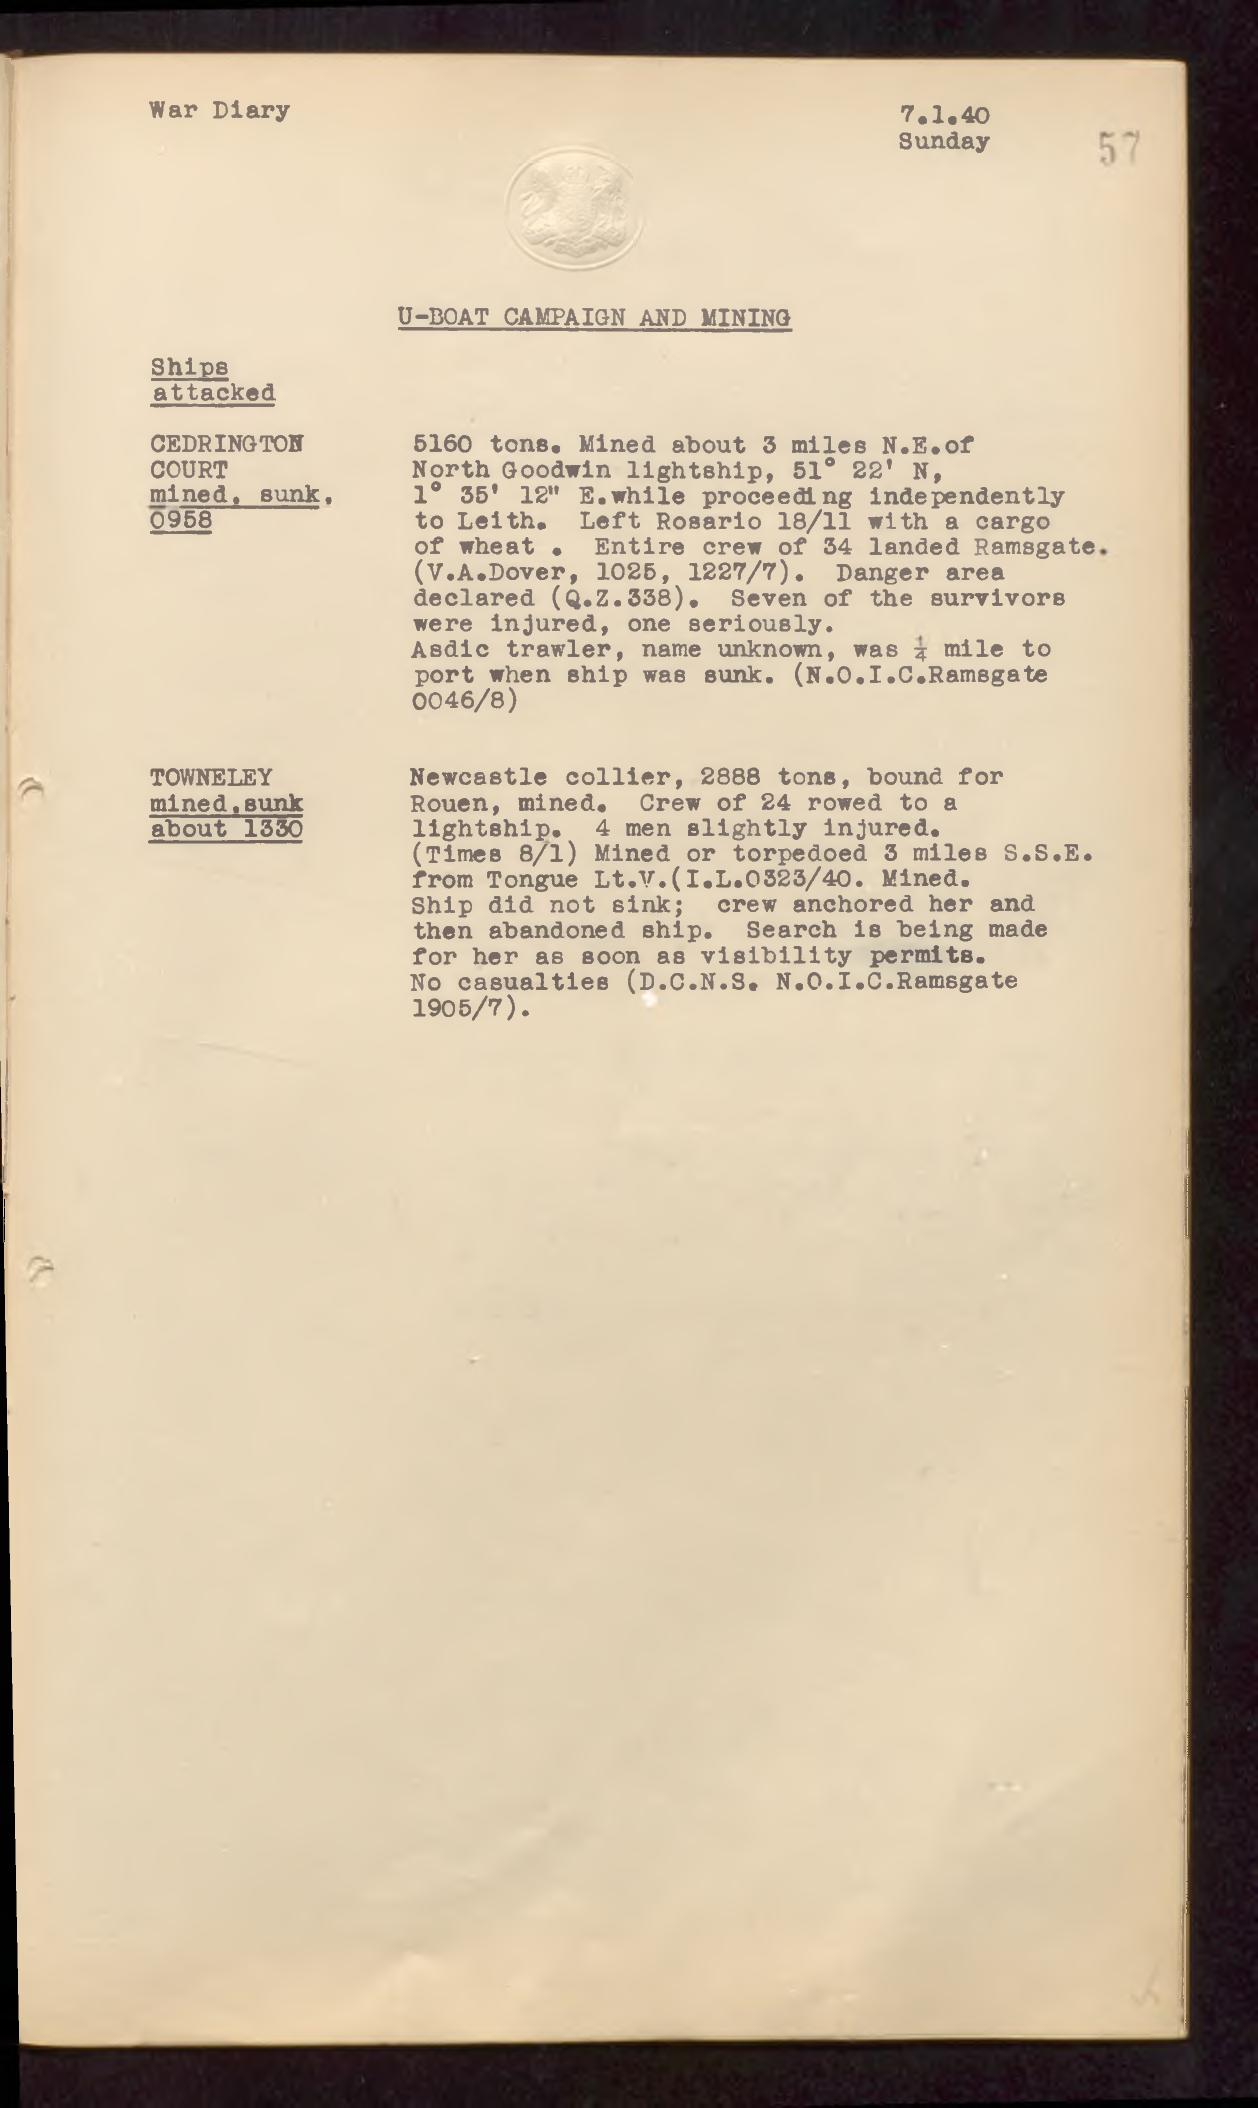 War Diary
7.1.40
Sunday
57
U-BOAT CAMPAIGN AND MINING
Ships
attacked
CEDRINGTON
COURT
mined, sunk,
0958
5160 tons. Mined about 3 miles N.E.of
North Goodwin lightship, 51° 22' N,
1° 35' 12" E.while proceeding independently
to Leith. Left Rosario 18/11 with a cargo
of wheat . Entire crew of 34 landed Ramsgate.
(V.A.Dover, 1025, 1227/7). Danger area
declared (Q.Z.338). Seven of the survivors
were injured, one seriously.
Asdic trawler, name unknown, was ¼ mile to
port when ship was sunk. (N.O.I.C.Ramsgate
0046/8)
TOWNELEY
mined,sunk
about 1330
Newcastle collier, 2888 tons, bound for
Rouen, mined. Crew of 24 rowed to a
lightship. 4 men slightly injured.
(Times 8/1) Mined or torpedoed 3 miles S.S.E.
from Tongue Lt.V.(I.L.0323/40. Mined.
Ship did not sink; crew anchored her and
then abandoned ship. Search is being made
for her as soon as visibility permits.
No casualties (D.C.N.S. N.O.I.C.Ramsgate
1905/7).